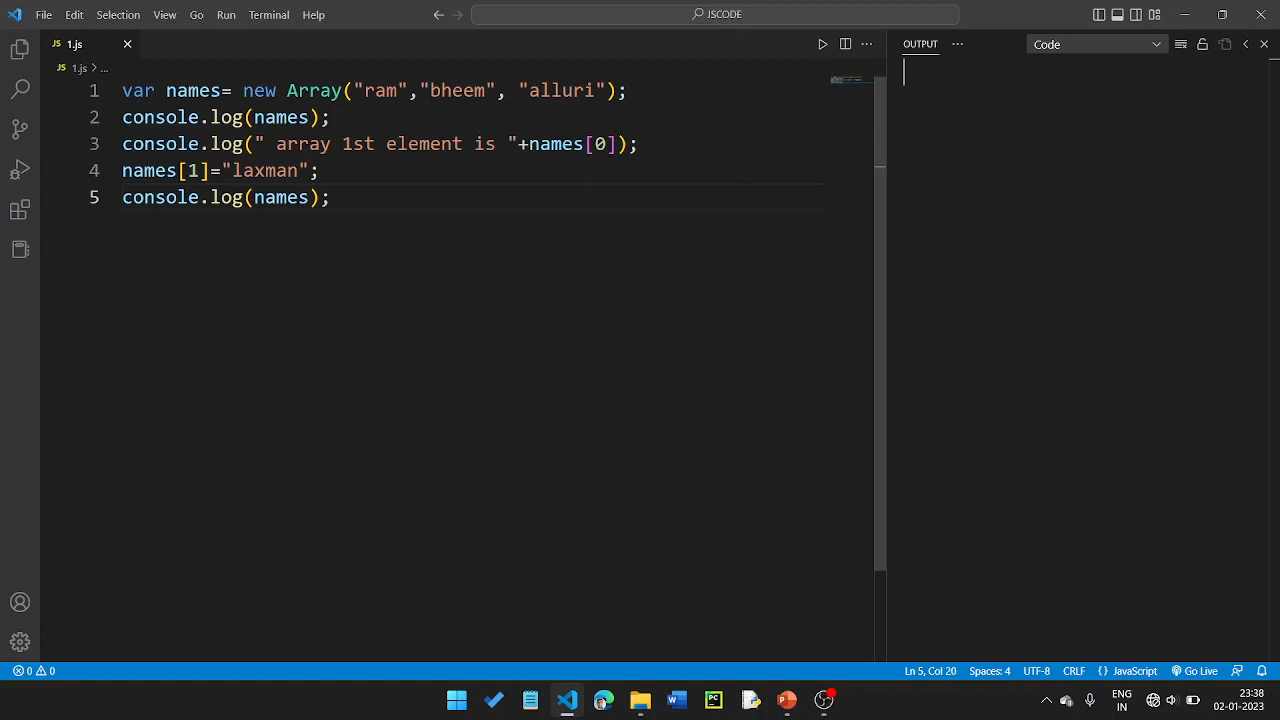 File Edit Selection View Go Run Terminal Help
JSCODE
JS 1.js
JS 1.js > ...
1 var names= new Array("ram","bheem", "alluri");
2 console.log(names);
3 console.log(" array 1st element is "+names[0]);
4 names[1]="laxman";
5 console.log(names);
OUTPUT
Code
0 0
Ln 5, Col 20 Spaces: 4 UTF-8 CRLF {} JavaScript Go Live
W PC P
ENG
IN
23:38
02-01-2023